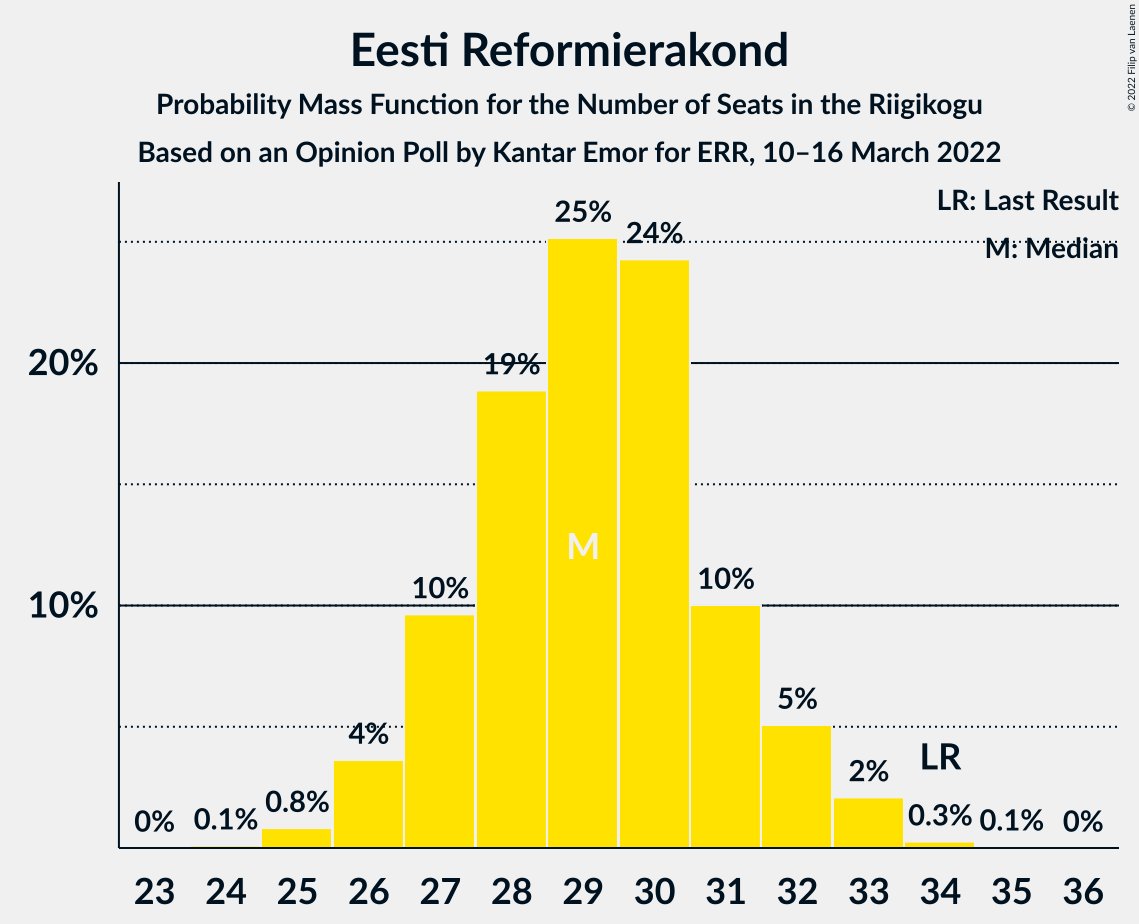 Eesti Reformierakond
Probability Mass Function for the Number of Seats in the Riigikogu
Based on an Opinion Poll by Kantar Emor for ERR, 10–16 March 2022
© 2022 Filip van Laenen
LR: Last Result
M: Median
20%
10%
0%
0.1%
0.8%
4%
10%
19%
25%
24%
10%
5%
2%
0.3%
0.1%
0%
M
LR
23 24 25 26 27 28 29 30 31 32 33 34 35 36